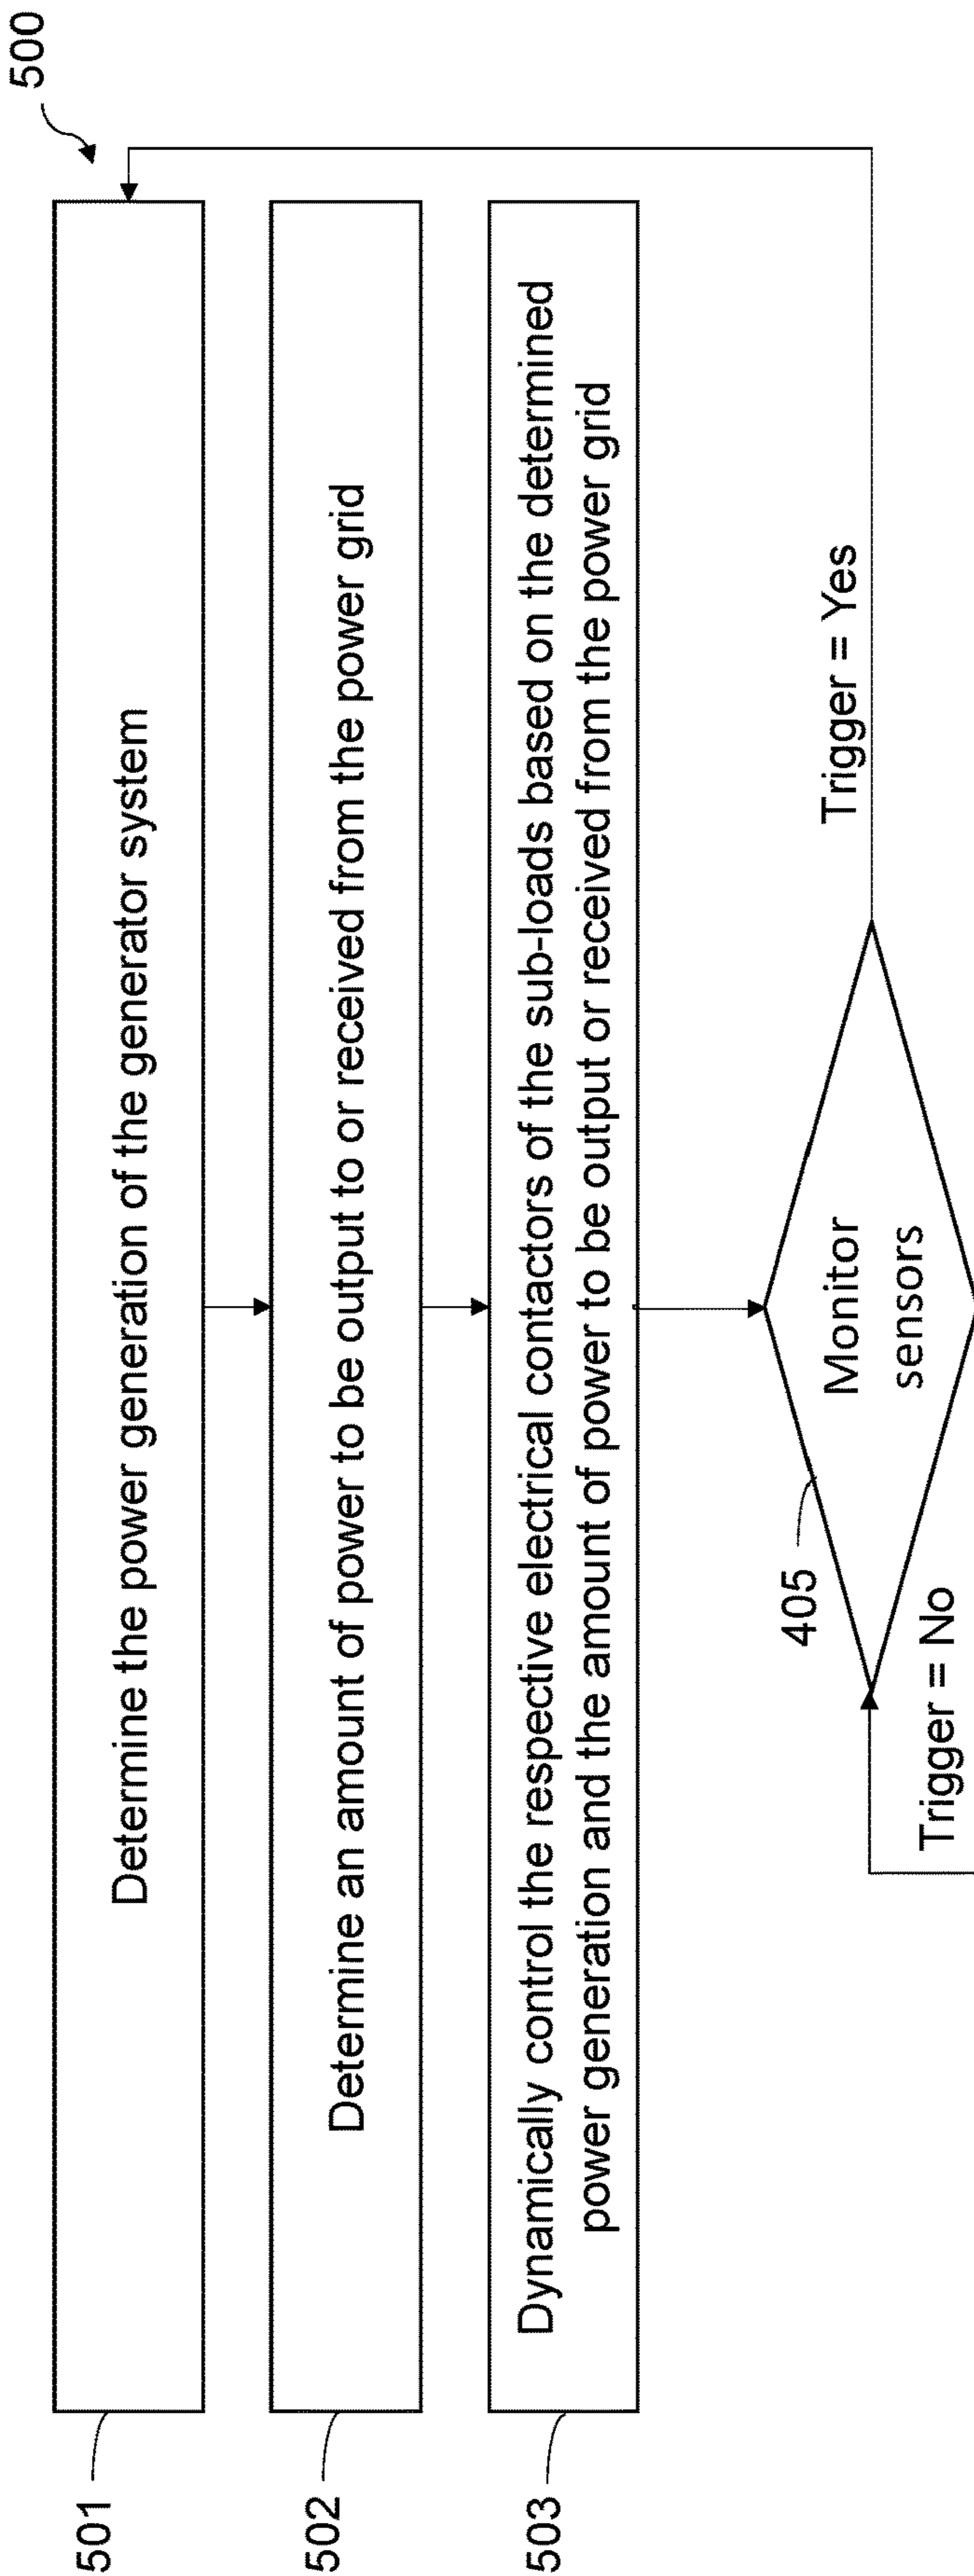 500
501
Determine the power generation of the generator system
502
Determine an amount of power to be output to or received from the power grid
503
Dynamically control the respective electrical contactors of the sub-loads based on the determined
power generation and the amount of power to be output or received from the power grid
405
Monitor
sensors
Trigger = Yes
Trigger = No